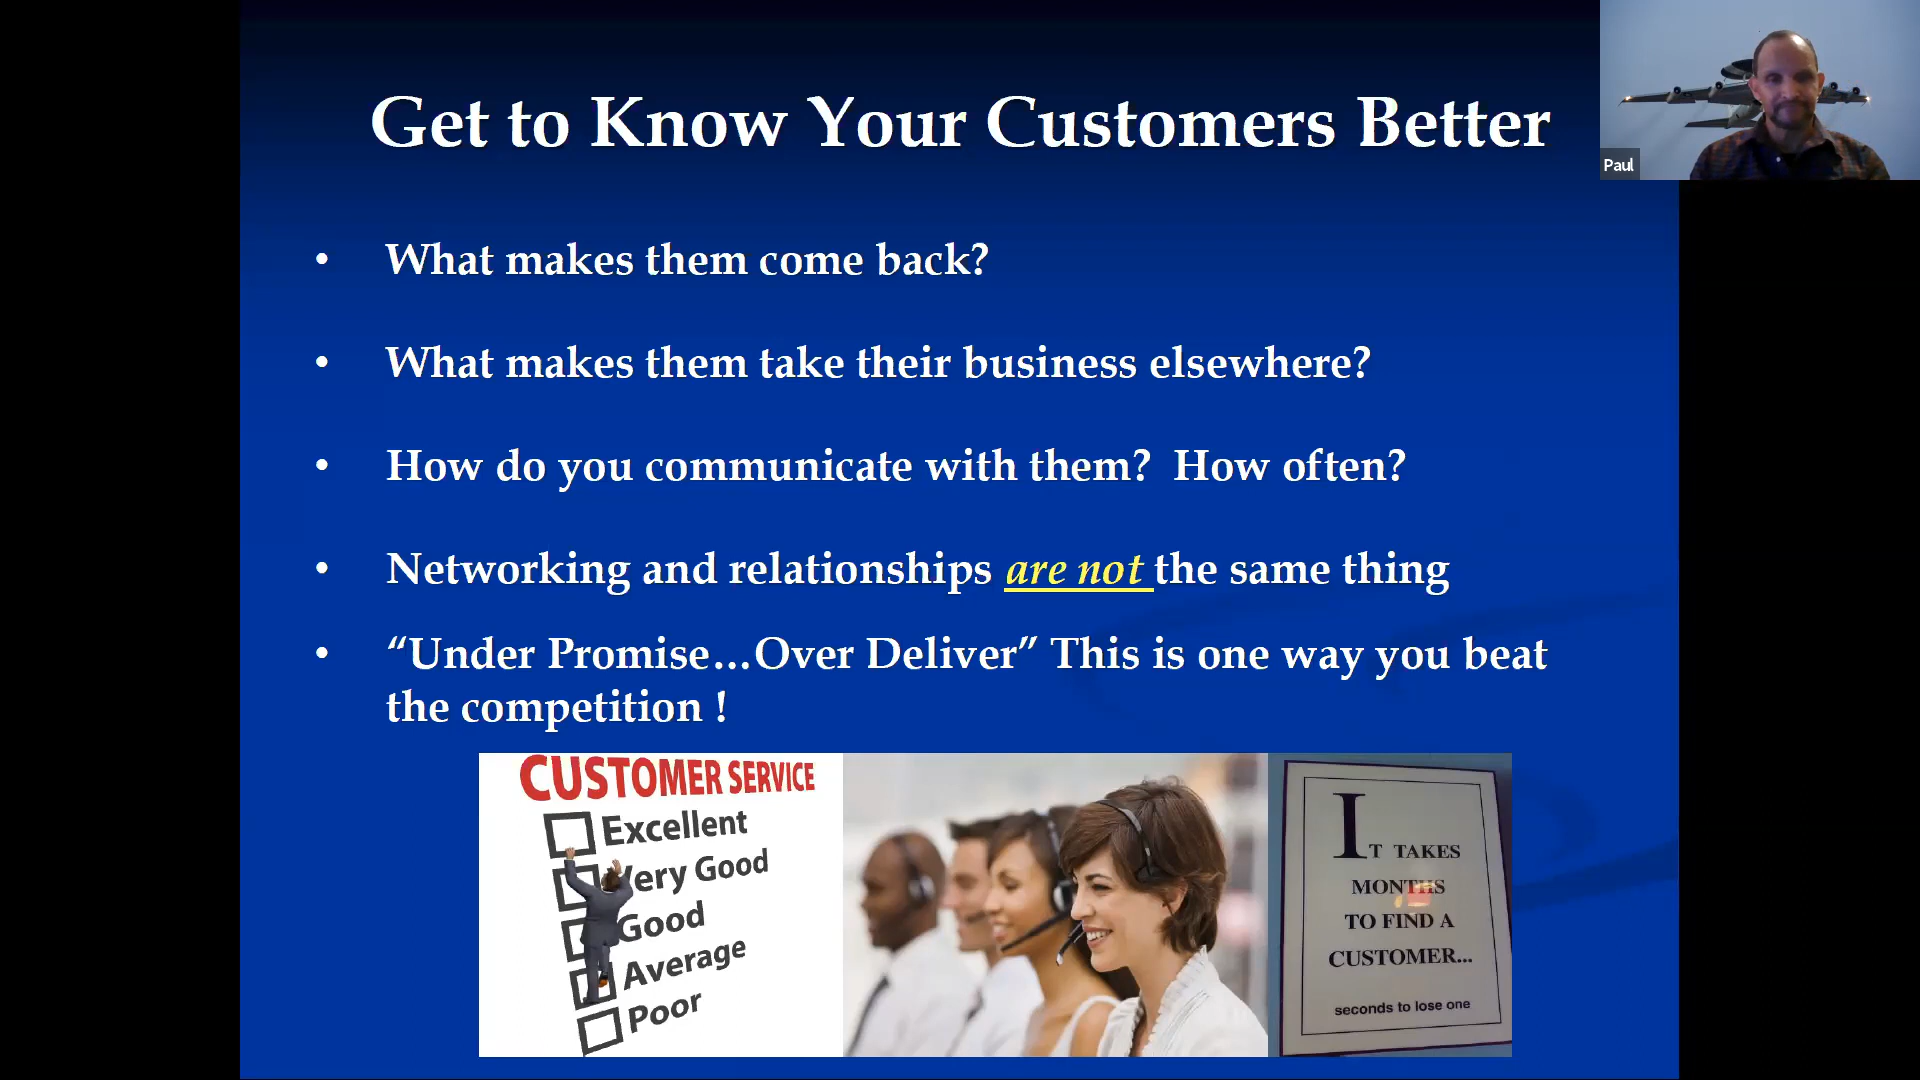 Get to Know Your Customers Better
Paul
• What makes them come back?
• What makes them take their business elsewhere?
• How do you communicate with them?  How often?
• Networking and relationships are not the same thing
• “Under Promise…Over Deliver” This is one way you beat
the competition !
CUSTOMER SERVICE
Excellent
Very Good
Good
Average
Poor
IT TAKES
MONTHS
TO FIND A
CUSTOMER...
seconds to lose one